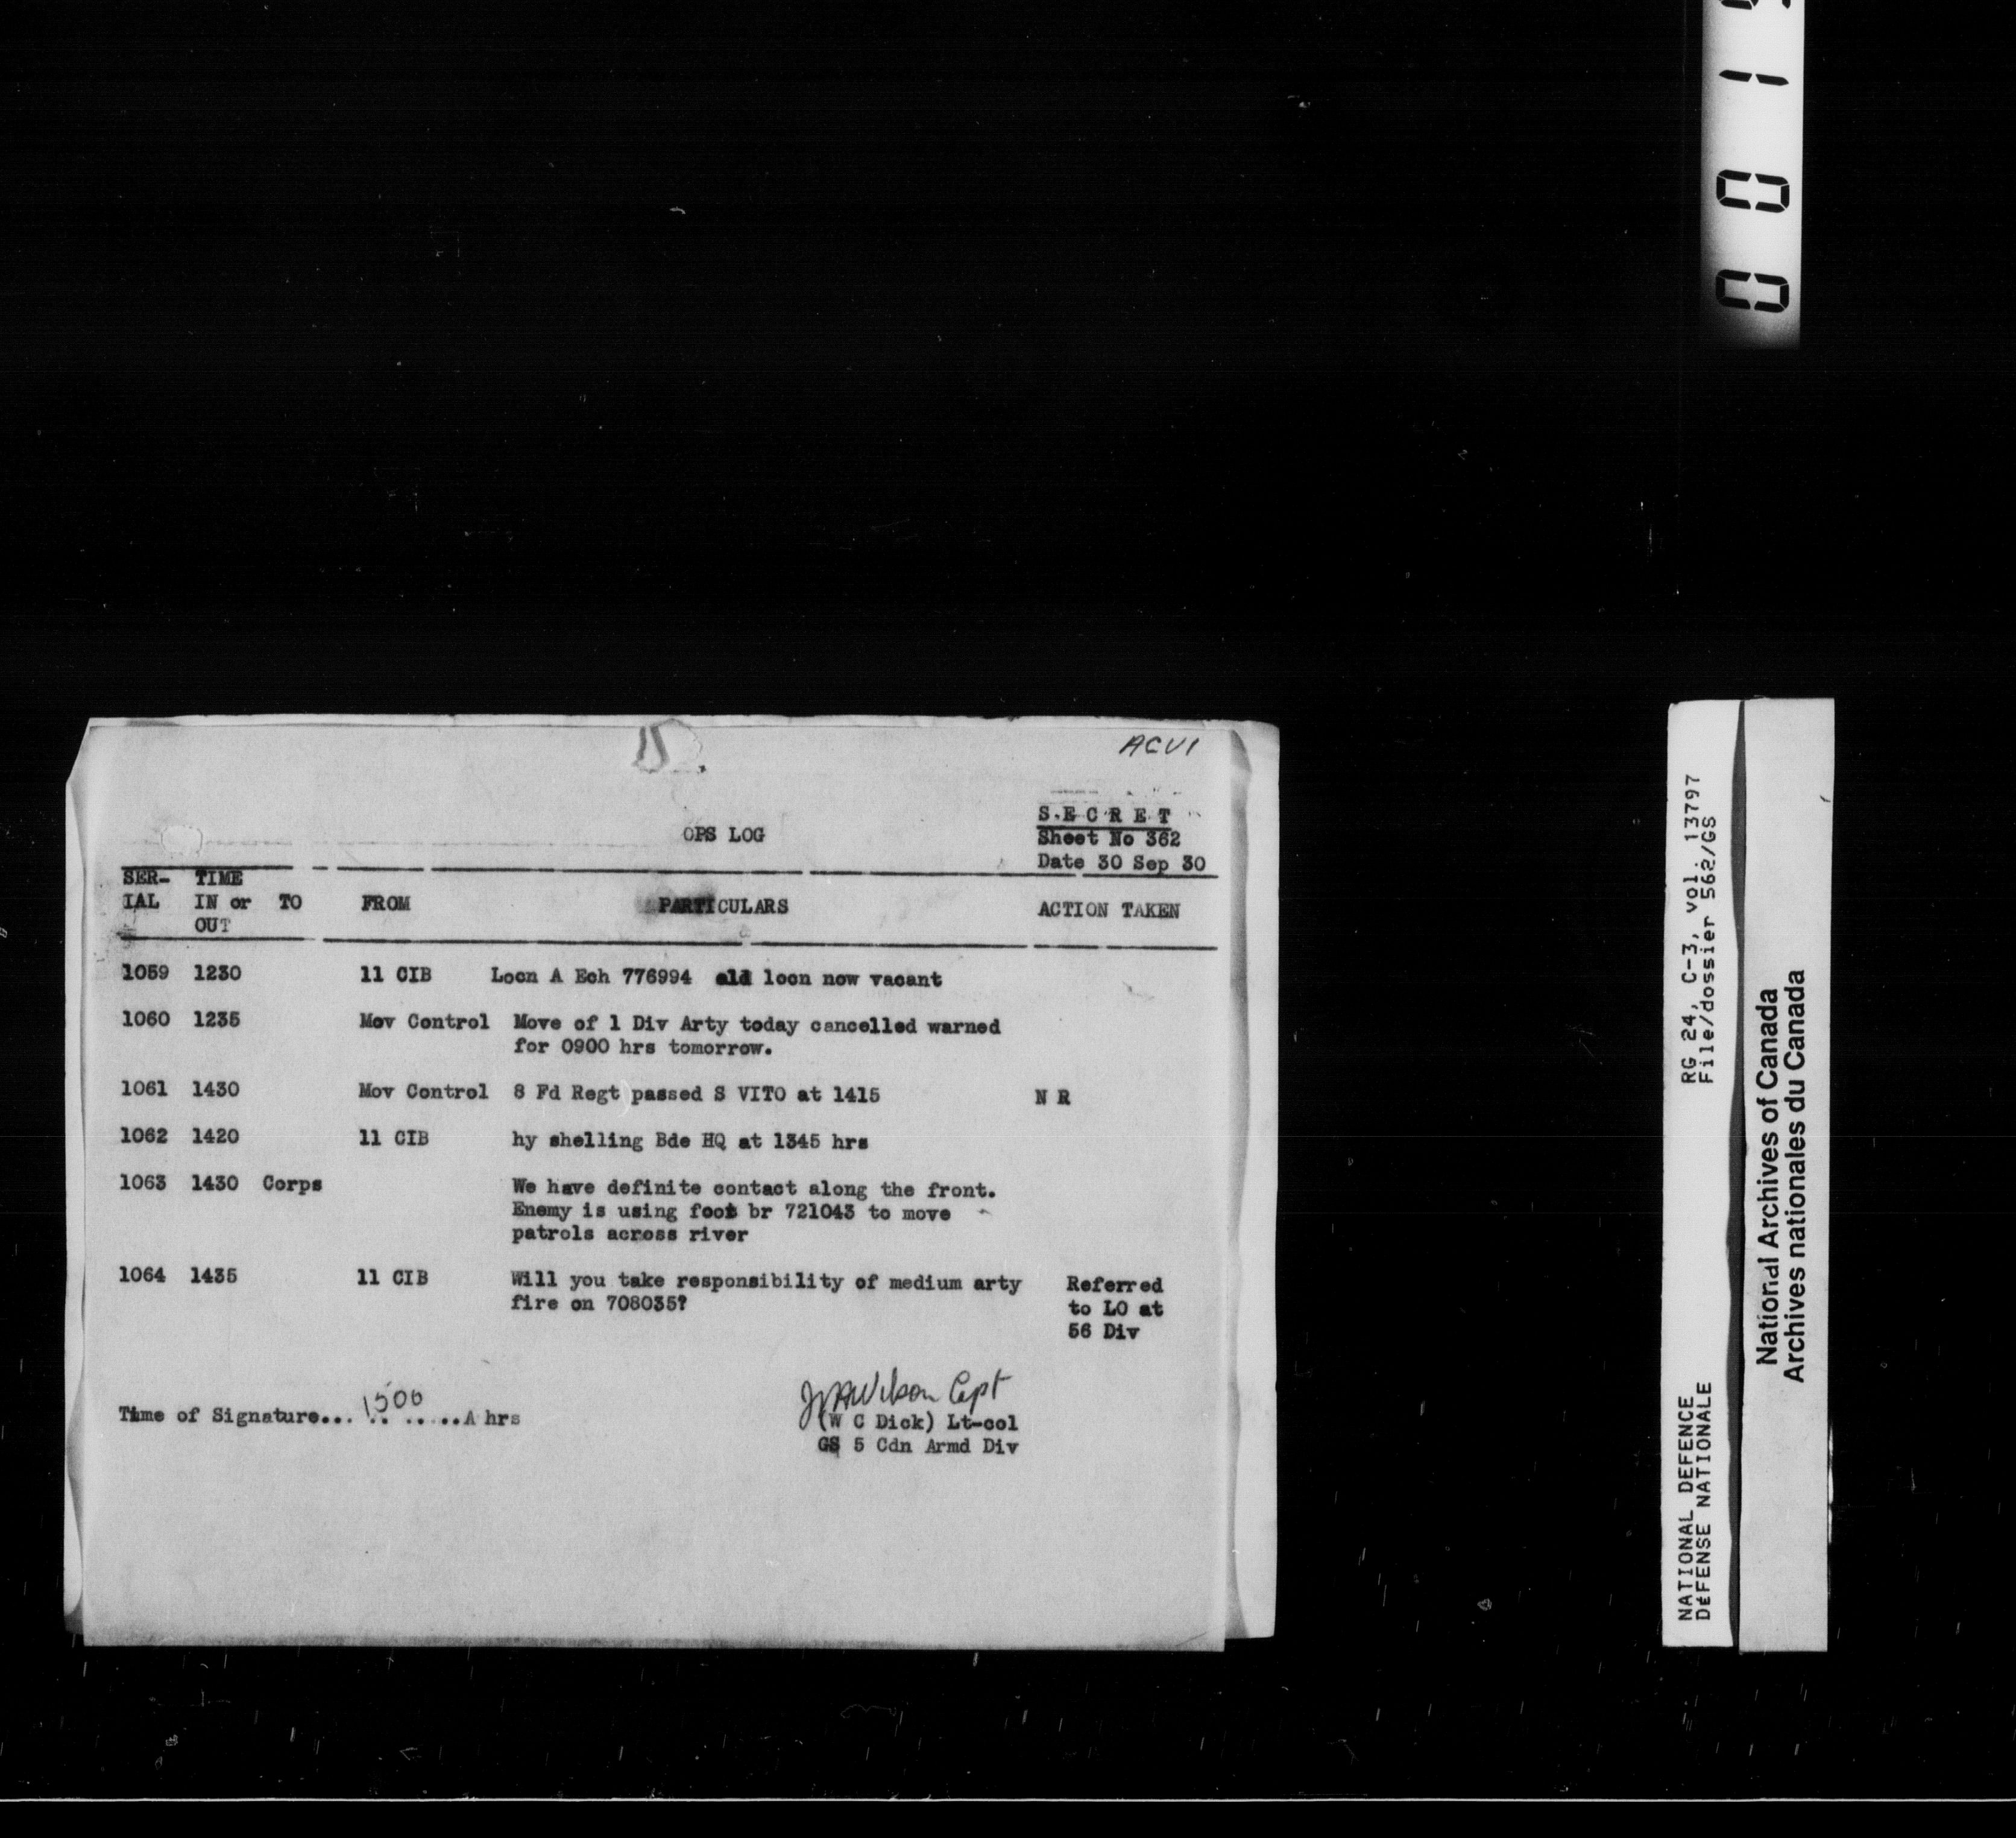 15
ACV1
S E C R E T
OPS LOG
Sheet No 362
Date 30 Sep 30
SER- TIME
IAL IN or TO FROM PARTICULARS ACTION TAKEN
OUT
1059 1230 11 CIB Locn A Ech 776994 old locn now vacant
1060 1235 Mov Control Move of 1 Div Arty today cancelled warned
for 0900 hrs tomorrow.
1061 1430 Mov Control 8 Fd Regt passed S VITO at 1415 N R
1062 1420 11 CIB hy shelling Bde HQ at 1345 hrs
1063 1430 Corps We have definite contact along the front.
Enemy is using foot br 721043 to move
patrols across river
1064 1435 11 CIB Will you take responsibility of medium arty Referred
fire on 708035? to LO at
56 Div
Time of Signature... 1500 .....A hrs
Wilson Capt
(W C Dick) Lt-col
GS 5 Cdn Armd Div
0 0 1
RG 24, C-3, vol. 13797
File/dossier 562/GS
NATIONAL DEFENCE
DÉFENSE NATIONALE
National Archives of Canada
Archives nationales du Canada